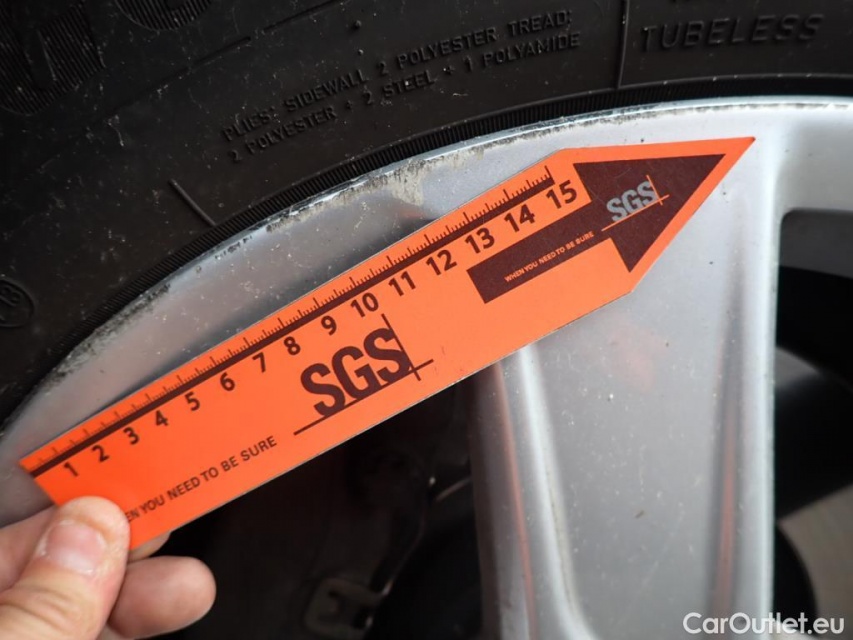 PLIES: SIDEWALL 2 POLYESTER TREAD:
2 POLYESTER + 2 STEEL + 1 POLYAMIDE
TUBELESS
1 2 3 4 5 6 7 8 9 10 11 12 13 14 15
SGS
WHEN YOU NEED TO BE SURE
SGS
EN YOU NEED TO BE SURE
CarOutlet.eu